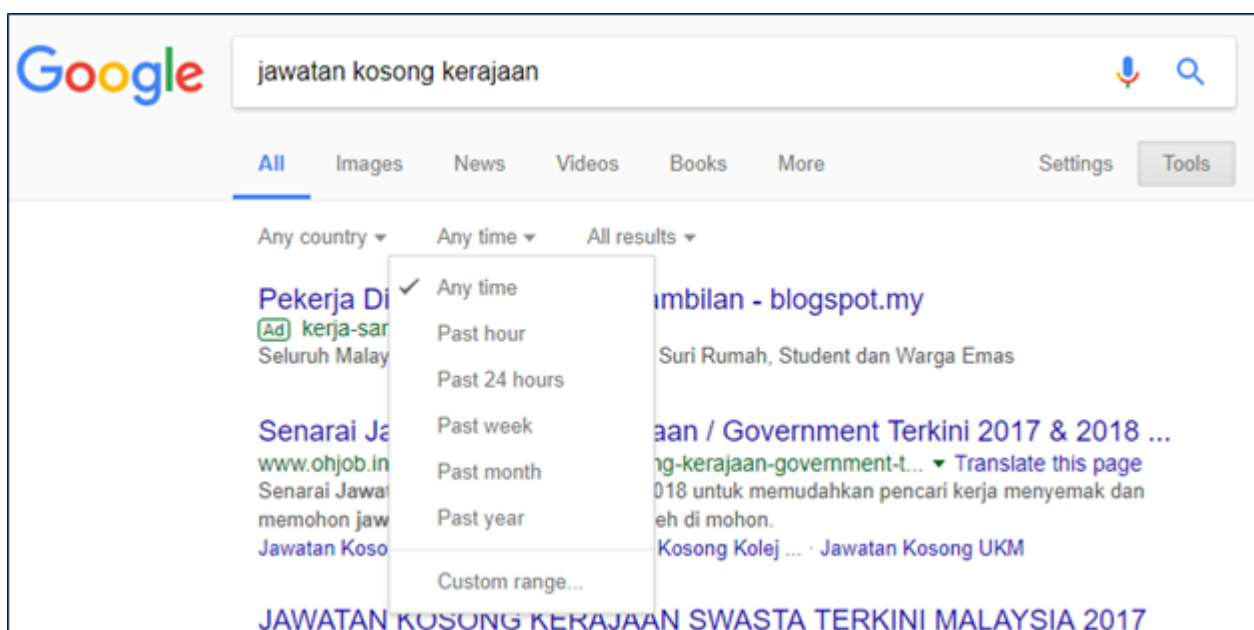 Google jawatan kosong kerajaan
All Images News Videos Books More Settings Tools
Any country Any time All results
Any time
Past hour
Past 24 hours
Past week
Past month
Past year
Custom range...
Pekerja Di ambilan - blogspot.my
Ad kerja-sar
Seluruh Malay Suri Rumah, Student dan Warga Emas
Senarai Ja aan / Government Terkini 2017 & 2018 ...
www.ohjob.in ng-kerajaan-government-t... Translate this page
Senarai Jawat 018 untuk memudahkan pencari kerja menyemak dan
memohon jaw eh di mohon.
Jawatan Koso Kosong Kolej ... · Jawatan Kosong UKM
JAWATAN KOSONG KERAJAAN SWASTA TERKINI MALAYSIA 2017